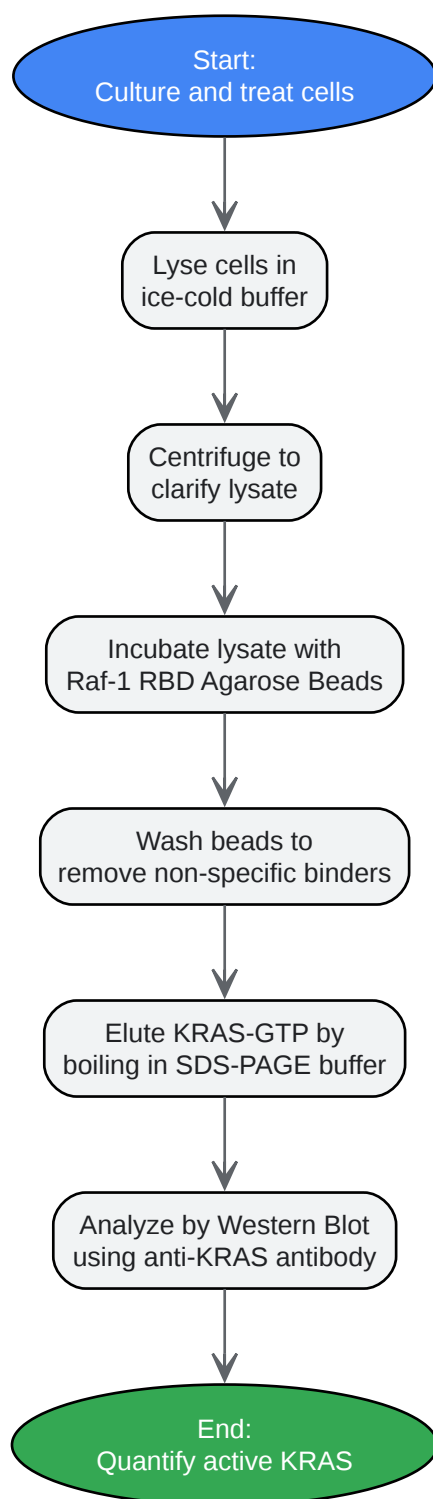 Start:
Culture and treat cells
Lyse cells in
ice-cold buffer
Centrifuge to
clarify lysate
Incubate lysate with
Raf-1 RBD Agarose Beads
Wash beads to
remove non-specific binders
Elute KRAS-GTP by
boiling in SDS-PAGE buffer
Analyze by Western Blot
using anti-KRAS antibody
End:
Quantify active KRAS